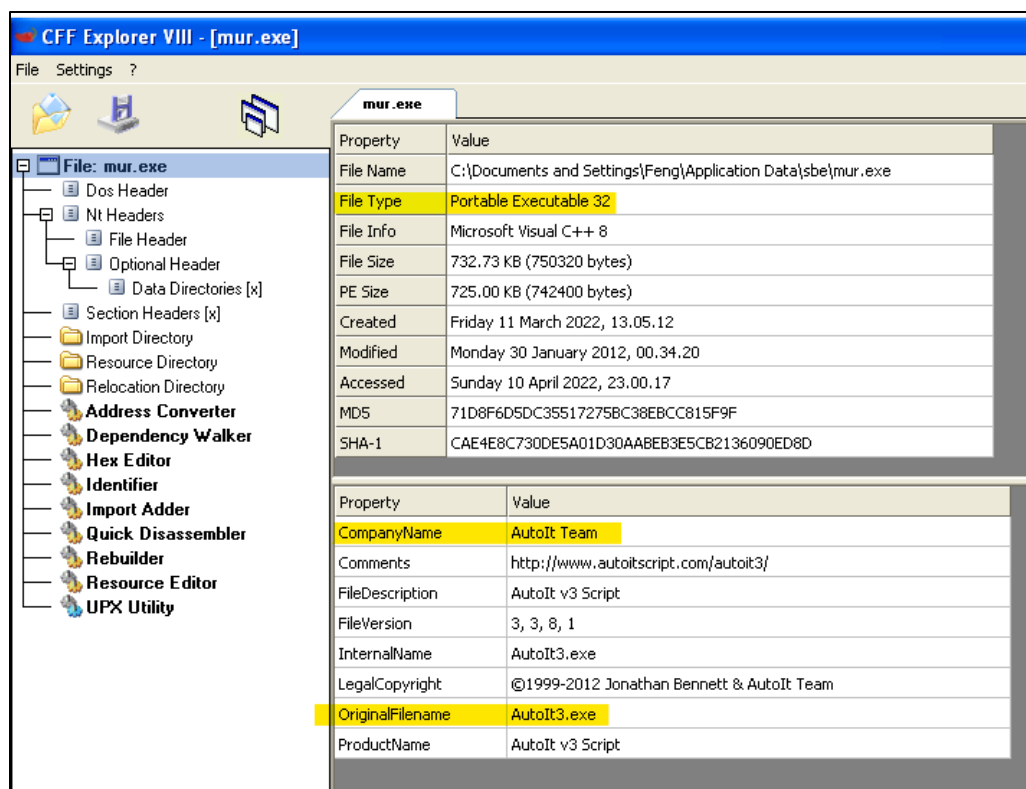 CFF Explorer VIII - [mur.exe]
File Settings ?
mur.exe
File: mur.exe
Dos Header
Nt Headers
File Header
Optional Header
Data Directories [x]
Section Headers [x]
Import Directory
Resource Directory
Relocation Directory
Address Converter
Dependency Walker
Hex Editor
Identifier
Import Adder
Quick Disassembler
Rebuilder
Resource Editor
UPX Utility
Property Value
File Name C:\Documents and Settings\Feng\Application Data\sbe\mur.exe
File Type Portable Executable 32
File Info Microsoft Visual C++ 8
File Size 732.73 KB (750320 bytes)
PE Size 725.00 KB (742400 bytes)
Created Friday 11 March 2022, 13.05.12
Modified Monday 30 January 2012, 00.34.20
Accessed Sunday 10 April 2022, 23.00.17
MD5 71D8F6D5DC35517275BC38EBCC815F9F
SHA-1 CAE4E8C730DE5A01D30AABEB3E5CB2136090ED8D
Property Value
CompanyName AutoIt Team
Comments http://www.autoitscript.com/autoit3/
FileDescription AutoIt v3 Script
FileVersion 3, 3, 8, 1
InternalName AutoIt3.exe
LegalCopyright ©1999-2012 Jonathan Bennett & AutoIt Team
OriginalFilename AutoIt3.exe
ProductName AutoIt v3 Script